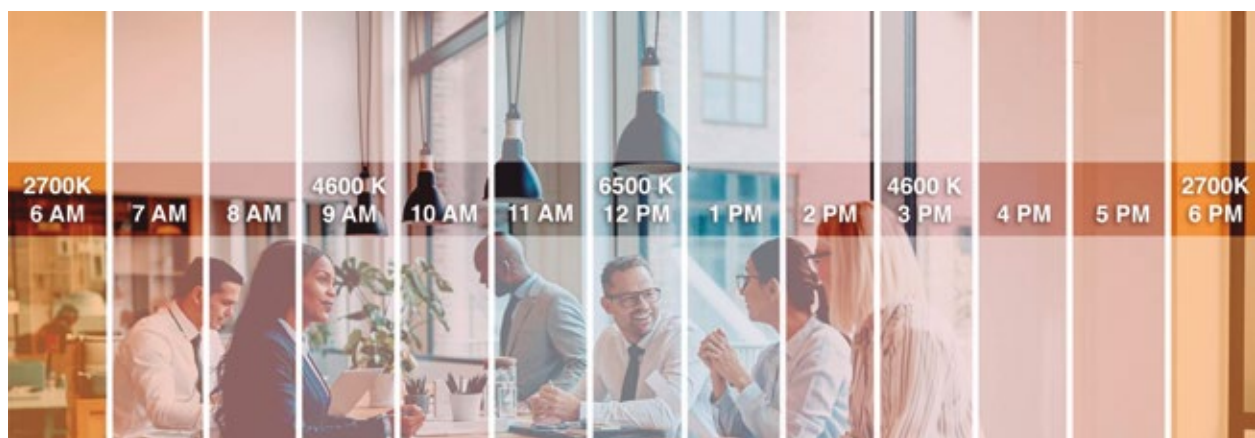 2700K
6 AM
7 AM
8 AM
4600 K
9 AM
10 AM
11 AM
6500 K
12 PM
1 PM
2 PM
4600 K
3 PM
4 PM
5 PM
2700K
6 PM